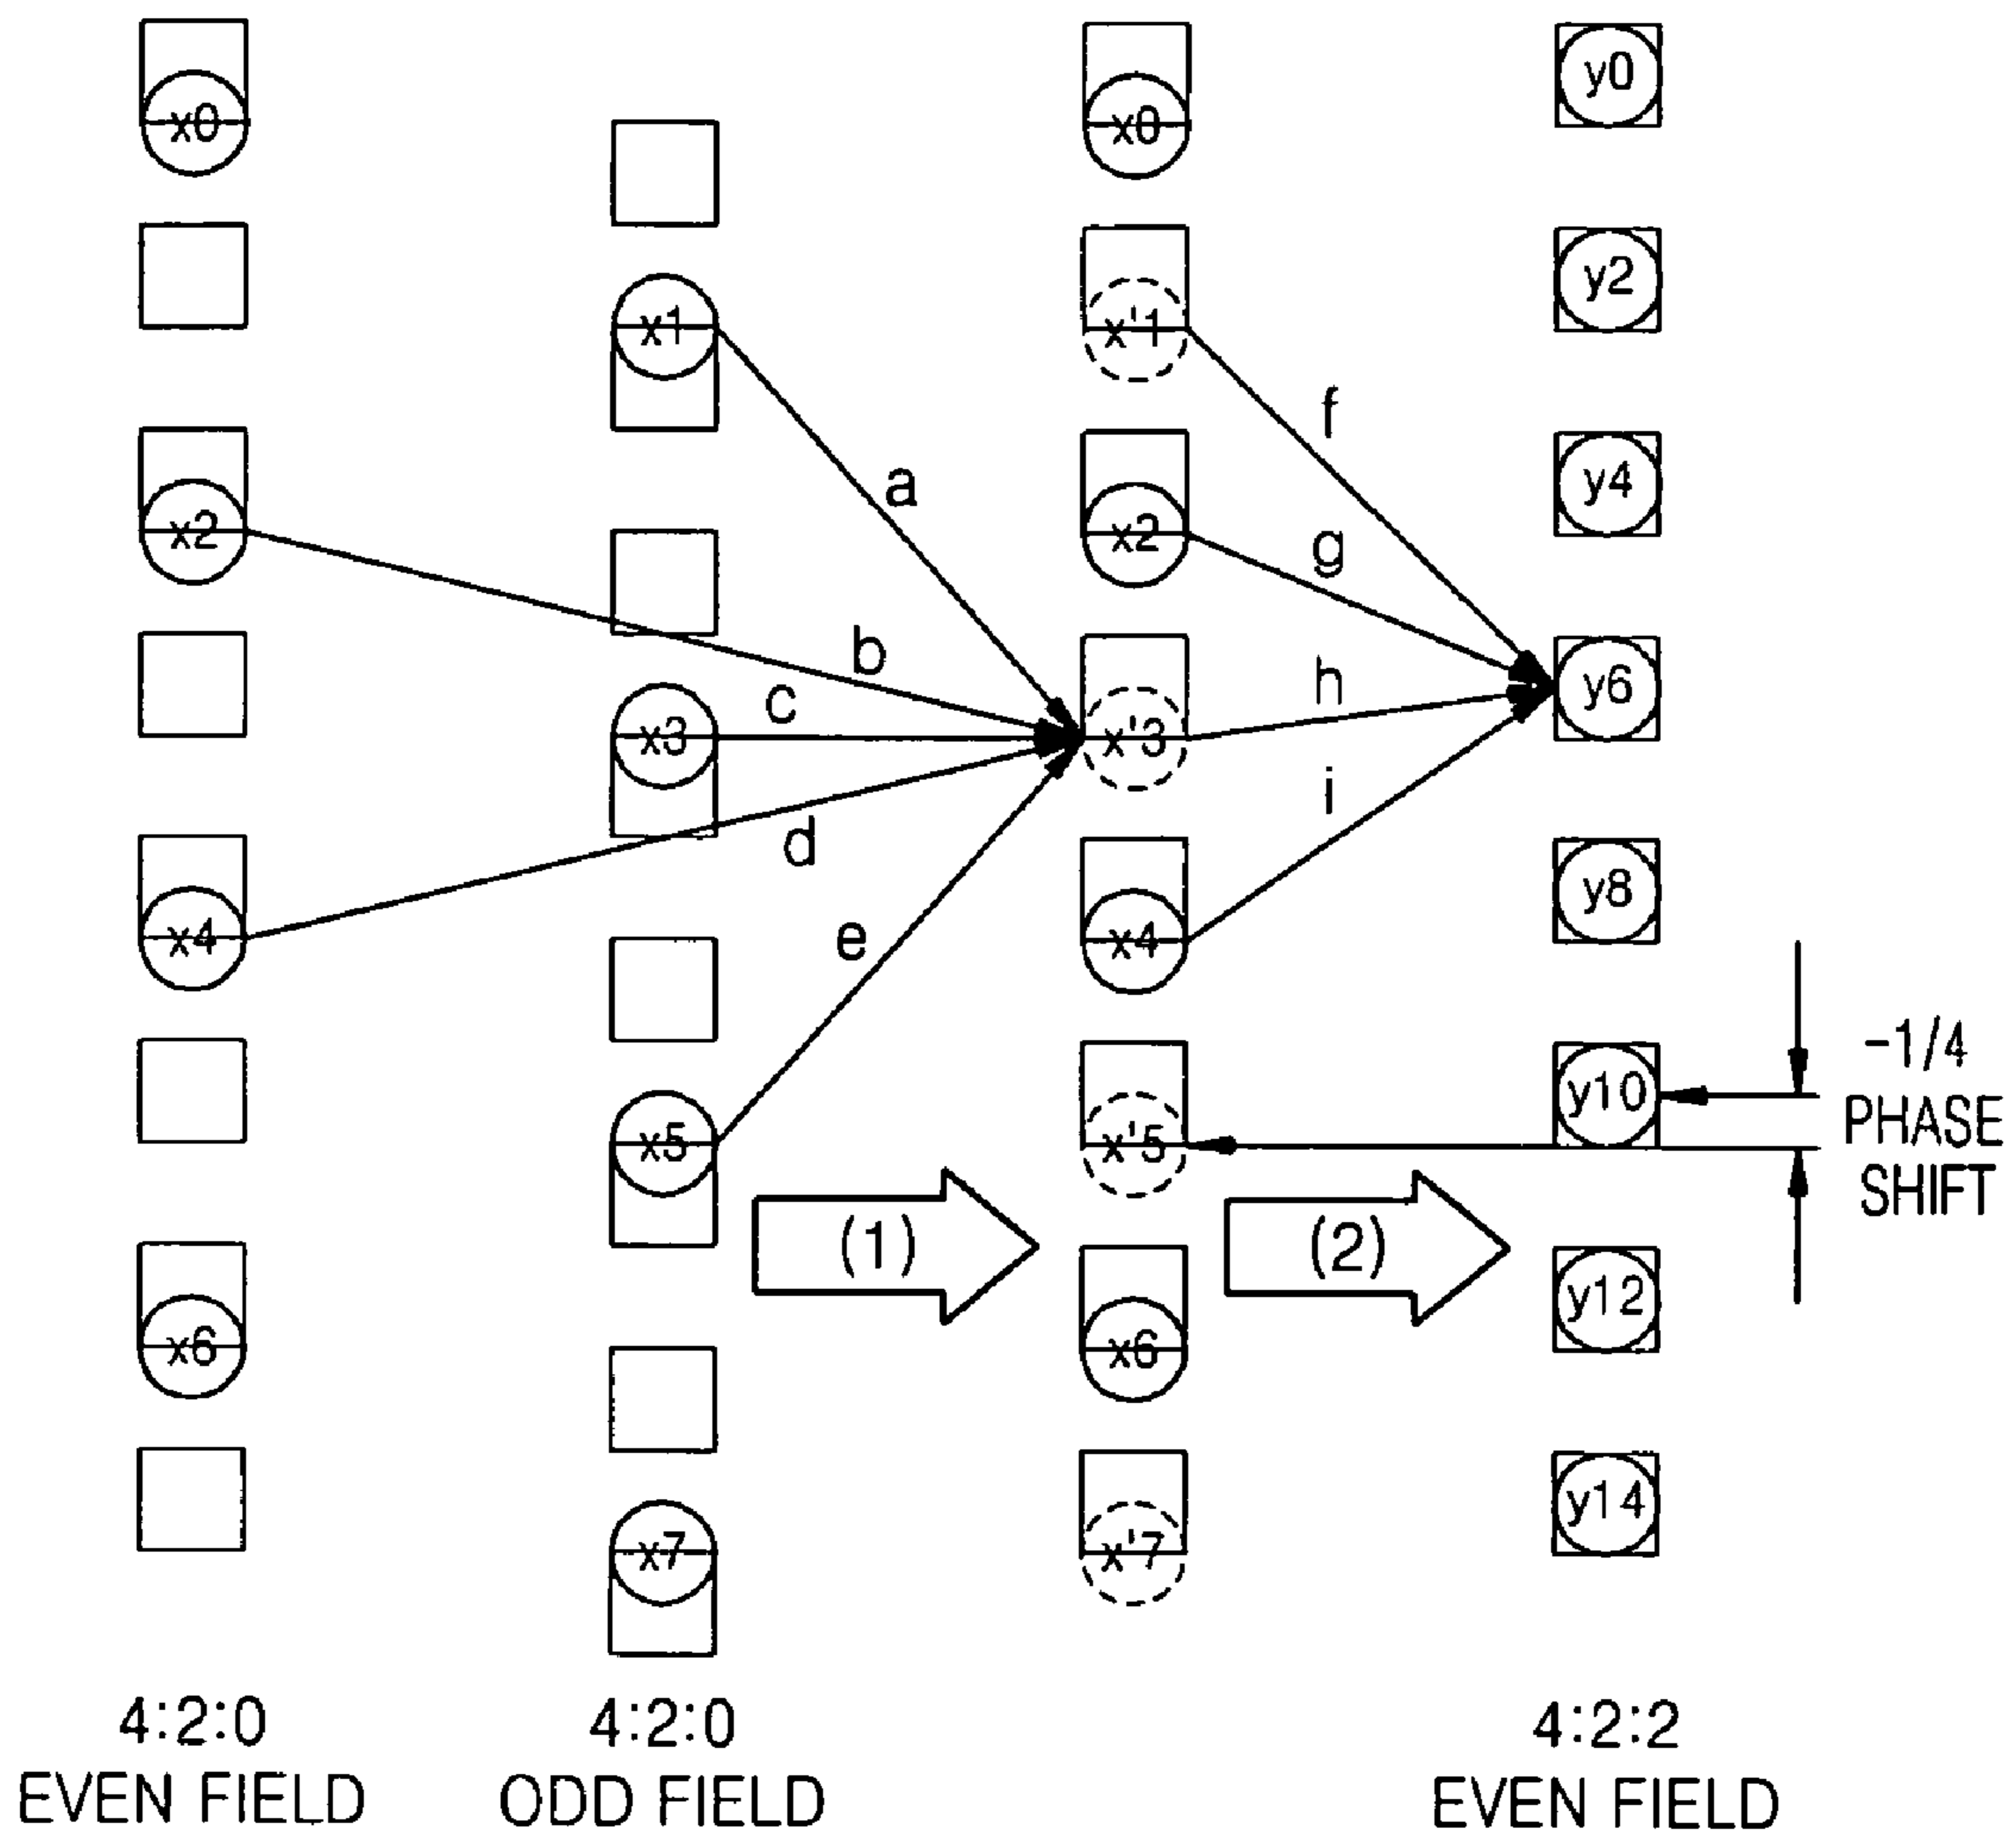 x0
x2
x4
x6
4:2:0
EVEN FIELD
x1
x3
x5
x7
4:2:0
ODD FIELD
a
b
c
d
e
(1)
x0
x'1
x2
x'3
x4
x'5
x6
x'7
f
g
h
i
(2)
y0
y2
y4
y6
y8
y10
y12
y14
4:2:2
EVEN FIELD
-1/4
PHASE
SHIFT